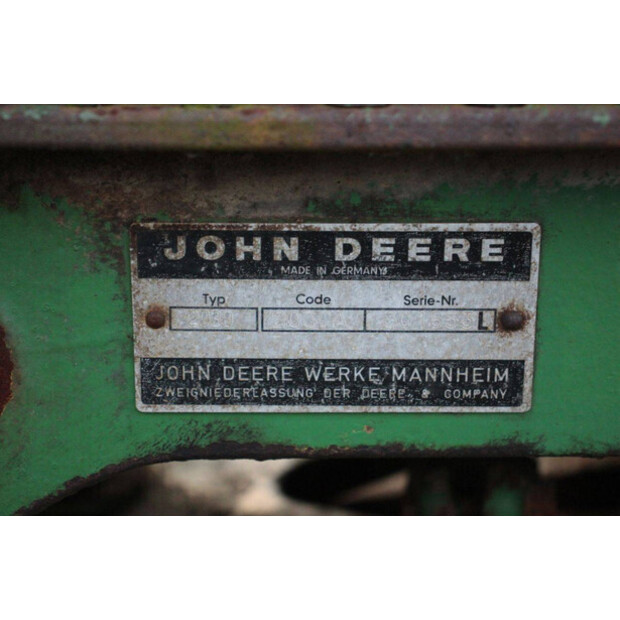 JOHN DEERE
MADE IN GERMANY
Typ Code Serie-Nr.
L
JOHN DEERE WERKE MANNHEIM
ZWEIGNIEDERLASSUNG DER DEERE & COMPANY